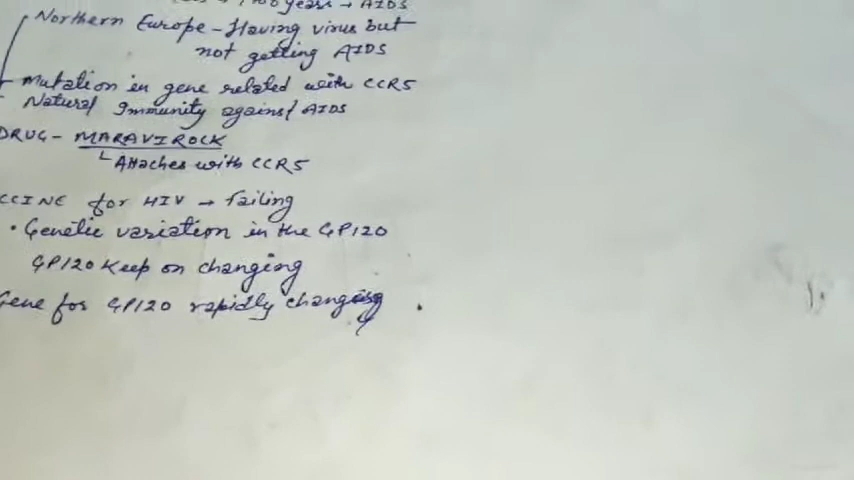 years → AIDS
Northern Europe - Having virus but
not getting AIDS
Mutation in gene related with CCR5
Natural Immunity against AIDS
DRUG - MARAVIROCK
Attaches with CCR5
CCINE for HIV → failing
• Genetic variation in the GP120
GP120 Keep on changing
Gene for GP120 rapidly changing